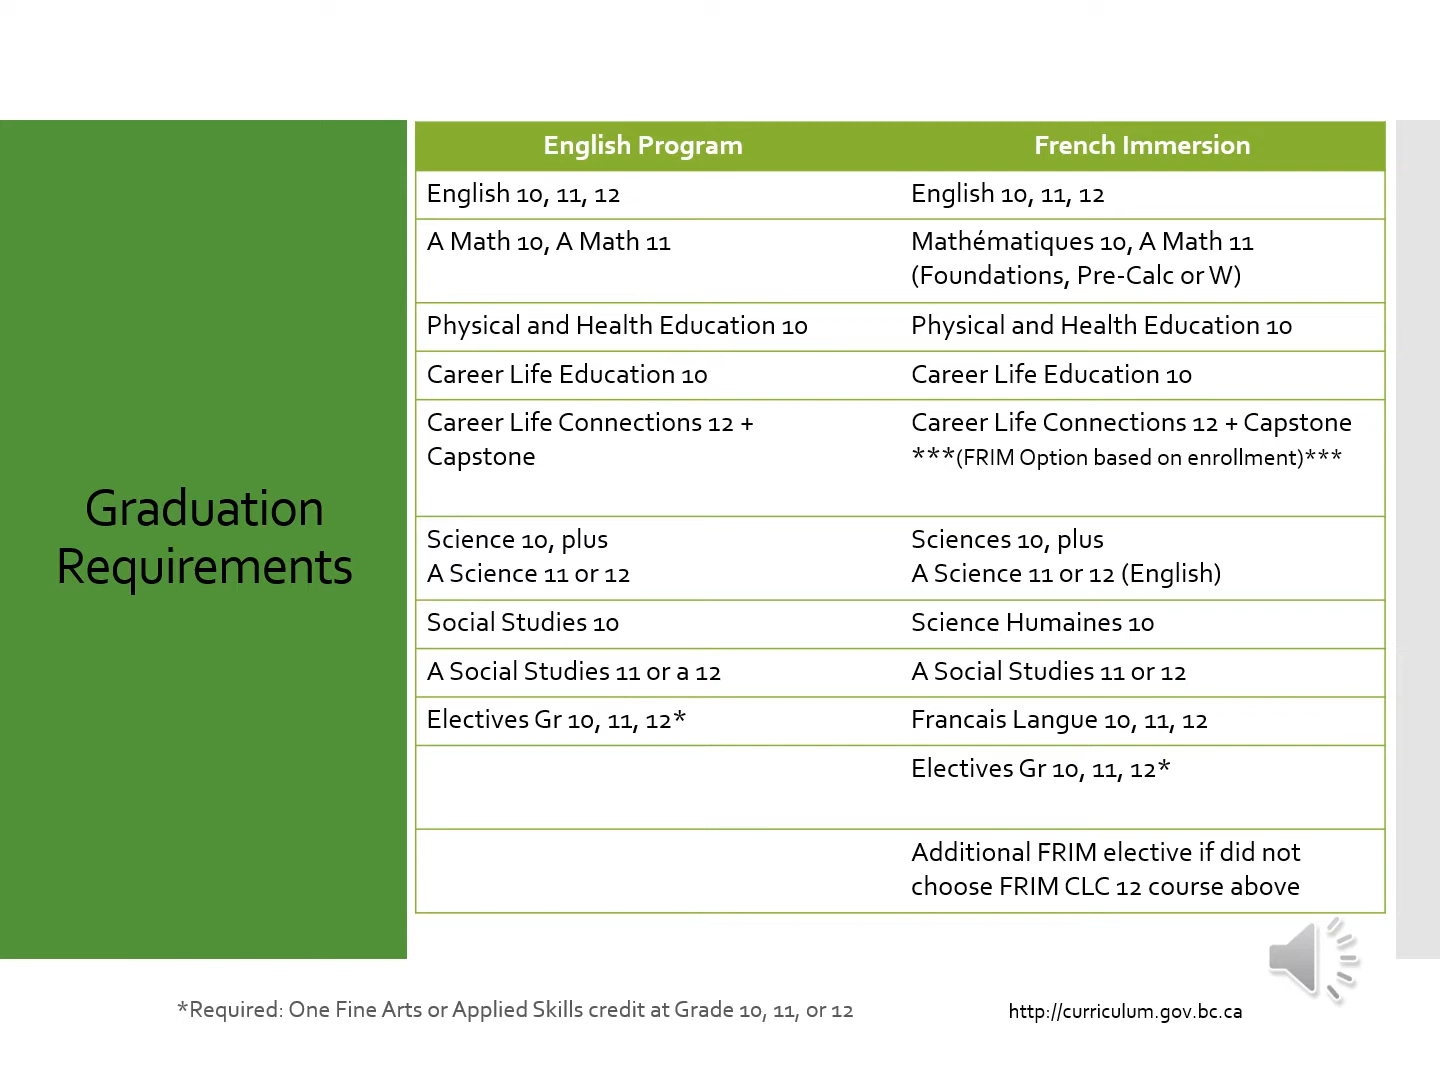 Graduation
Requirements
English Program
French Immersion
English 10, 11, 12
English 10, 11, 12
A Math 10, A Math 11
Mathématiques 10, A Math 11
(Foundations, Pre-Calc or W)
Physical and Health Education 10
Physical and Health Education 10
Career Life Education 10
Career Life Education 10
Career Life Connections 12 +
Capstone
Career Life Connections 12 + Capstone
***(FRIM Option based on enrollment)***
Science 10, plus
A Science 11 or 12
Sciences 10, plus
A Science 11 or 12 (English)
Social Studies 10
Science Humaines 10
A Social Studies 11 or a 12
A Social Studies 11 or 12
Electives Gr 10, 11, 12*
Francais Langue 10, 11, 12
Electives Gr 10, 11, 12*
Additional FRIM elective if did not
choose FRIM CLC 12 course above
*Required: One Fine Arts or Applied Skills credit at Grade 10, 11, or 12
http://curriculum.gov.bc.ca